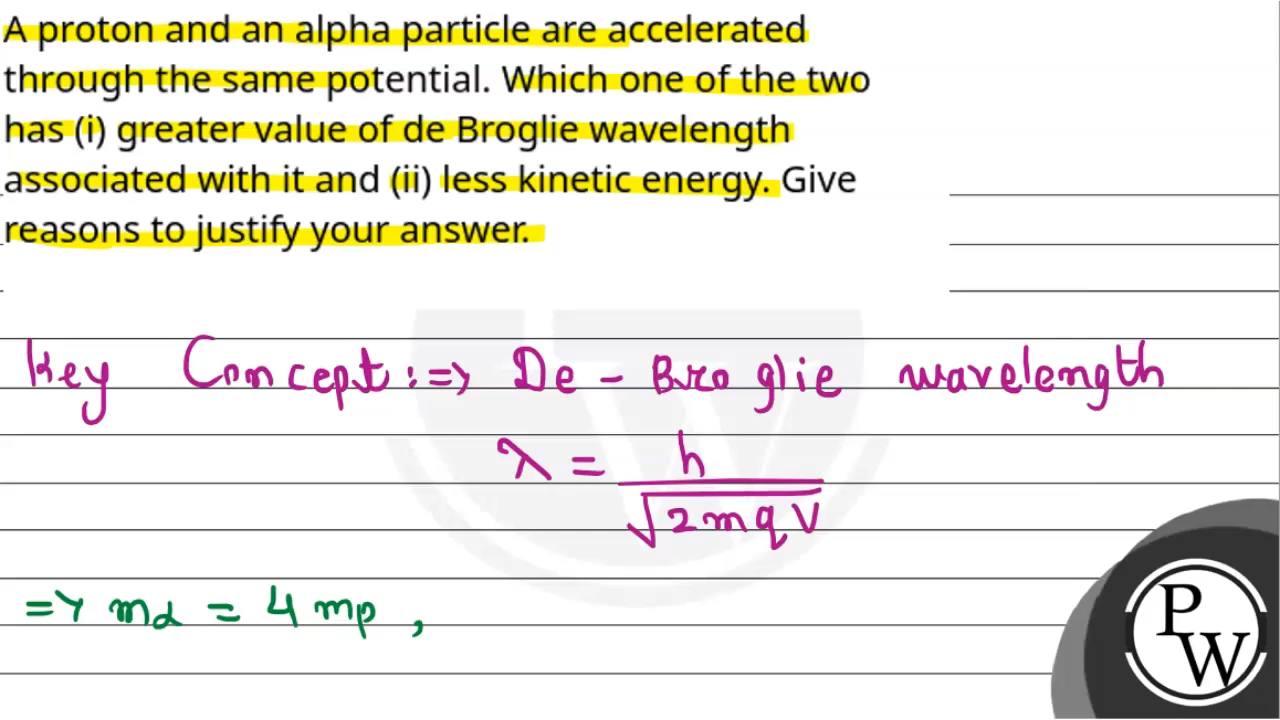 A proton and an alpha particle are accelerated
through the same potential. Which one of the two
has (i) greater value of de Broglie wavelength
associated with it and (ii) less kinetic energy. Give
reasons to justify your answer.
Key Concept :=> De - Broglie wavelength
λ = h / √2mqV
=> mα = 4 mp ,
PW